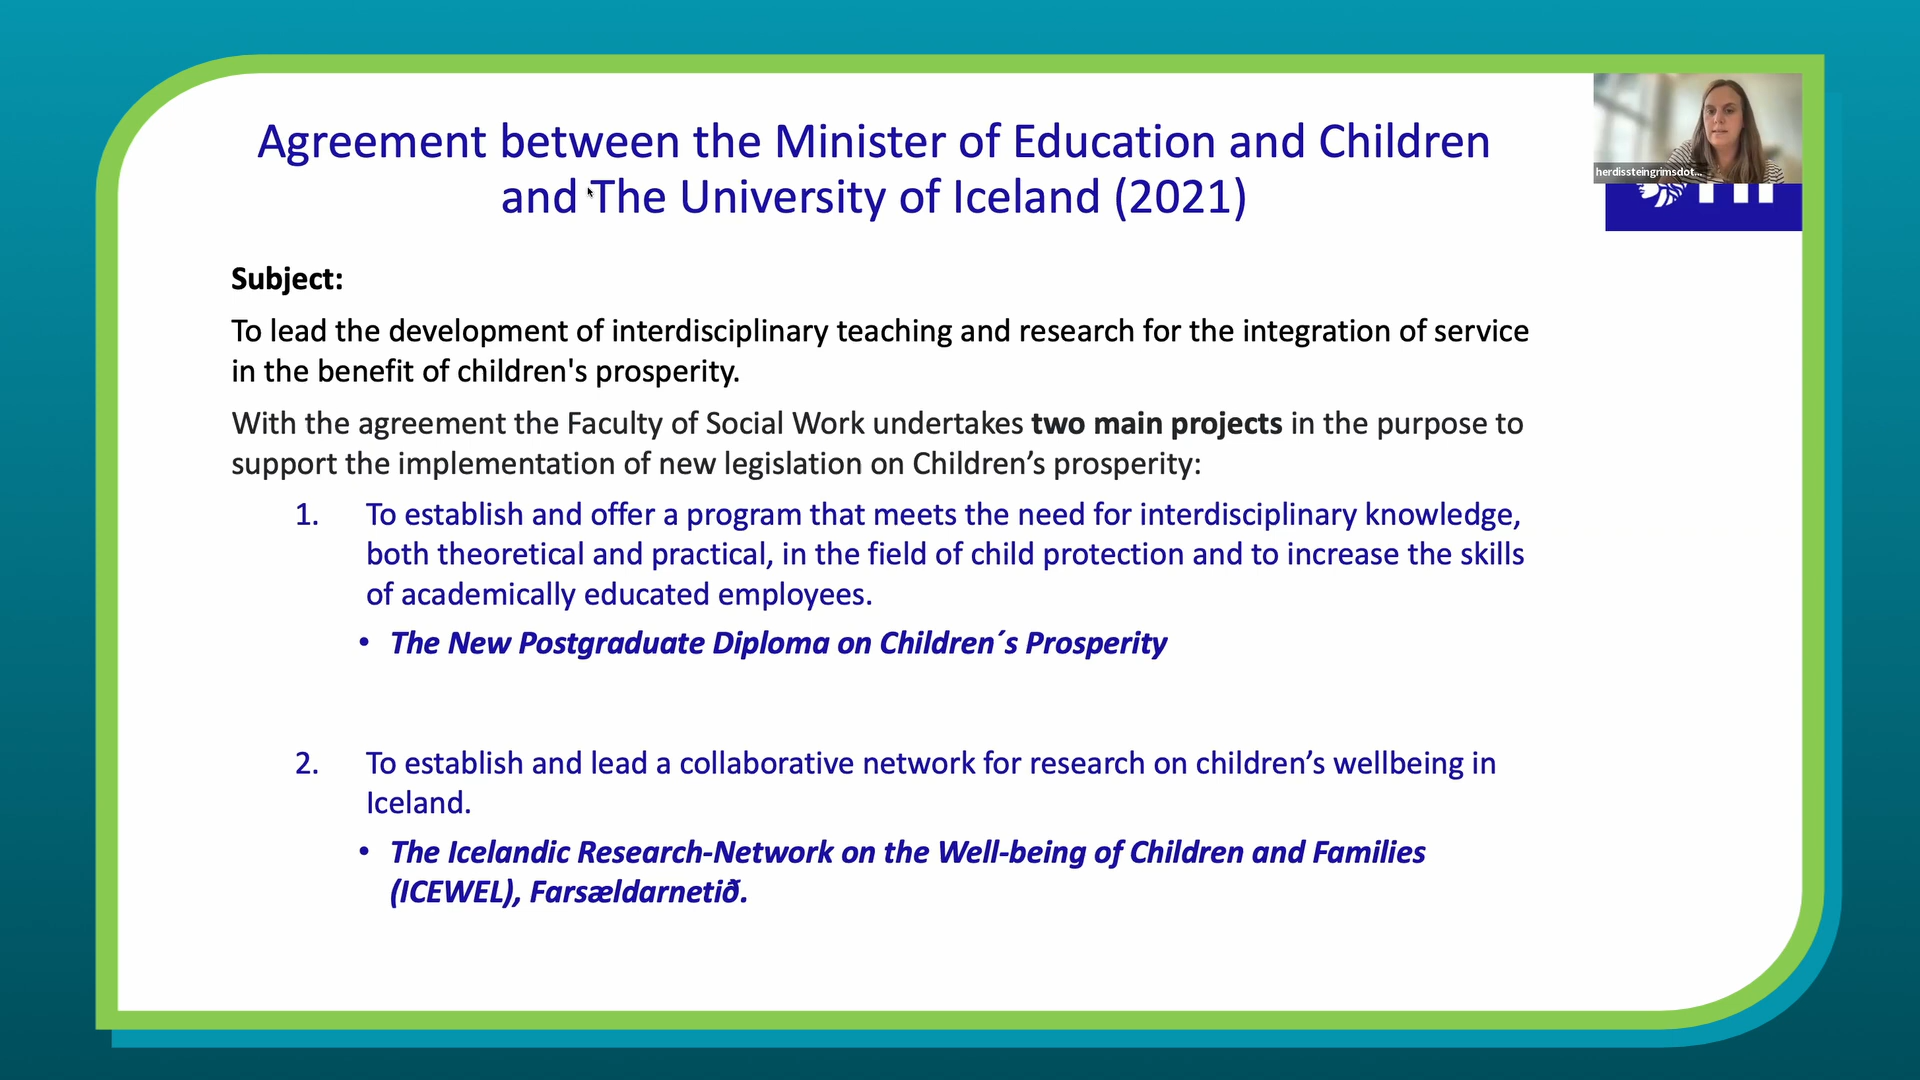 Agreement between the Minister of Education and Children
and The University of Iceland (2021)
herdissteingrimsdot...
Subject:
To lead the development of interdisciplinary teaching and research for the integration of service
in the benefit of children's prosperity.
With the agreement the Faculty of Social Work undertakes two main projects in the purpose to
support the implementation of new legislation on Children’s prosperity:
1. To establish and offer a program that meets the need for interdisciplinary knowledge,
both theoretical and practical, in the field of child protection and to increase the skills
of academically educated employees.
• The New Postgraduate Diploma on Children´s Prosperity
2. To establish and lead a collaborative network for research on children’s wellbeing in
Iceland.
• The Icelandic Research-Network on the Well-being of Children and Families
(ICEWEL), Farsældarnetið.